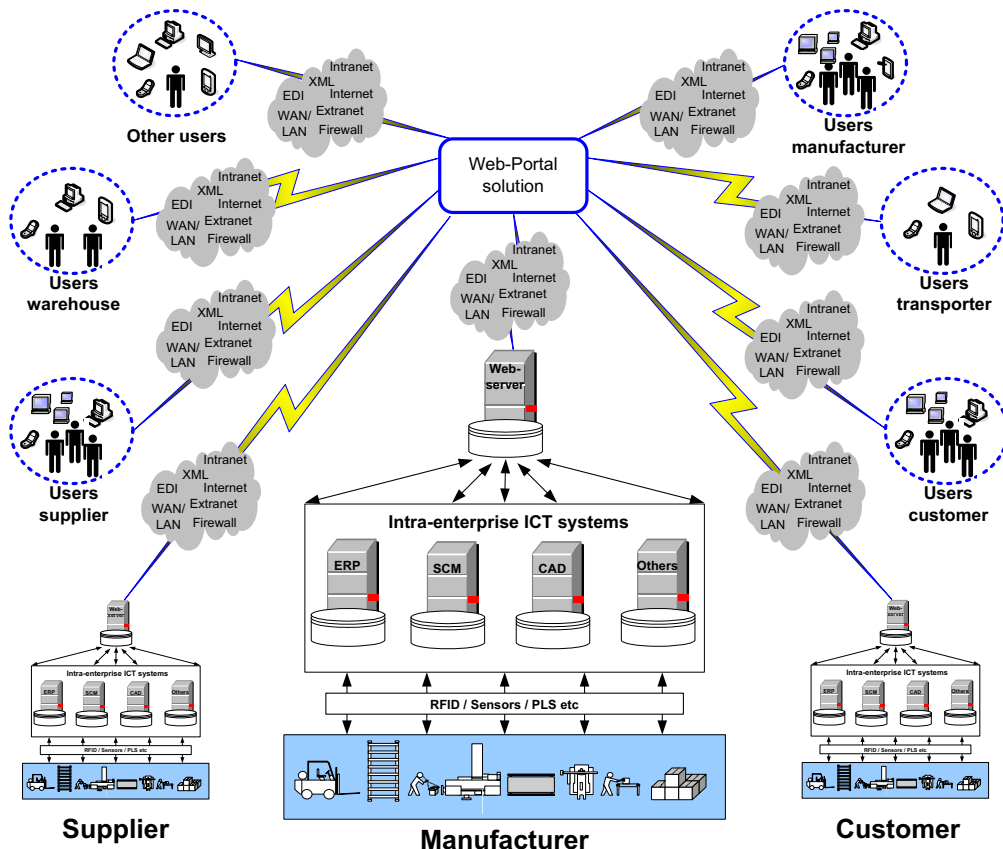 Intranet
XML
EDI Internet
WAN/ Extranet
LAN Firewall
Other users
Intranet
XML
EDI Internet
WAN/ Extranet
LAN Firewall
Users
manufacturer
Web-Portal
solution
Intranet
XML
EDI Internet
WAN/ Extranet
LAN Firewall
Users
warehouse
Intranet
XML
EDI Internet
WAN/ Extranet
LAN Firewall
Users
transporter
Intranet
XML
EDI Internet
WAN/ Extranet
LAN Firewall
Intranet
XML
EDI Internet
WAN/ Extranet
LAN Firewall
Users
supplier
Intranet
XML
EDI Internet
WAN/ Extranet
LAN Firewall
Users
customer
Web-
server
Intranet
XML
EDI Internet
WAN/ Extranet
LAN Firewall
Intranet
XML
EDI Internet
WAN/ Extranet
LAN Firewall
Intra-enterprise ICT systems
ERP SCM CAD Others
RFID / Sensors / PLS etc
Manufacturer
Web-
server
Intra-enterprise ICT systems
ERP SCM CAD Others
RFID / Sensors / PLS etc
Supplier
Web-
server
Intra-enterprise ICT systems
ERP SCM CAD Others
RFID / Sensors / PLS etc
Customer